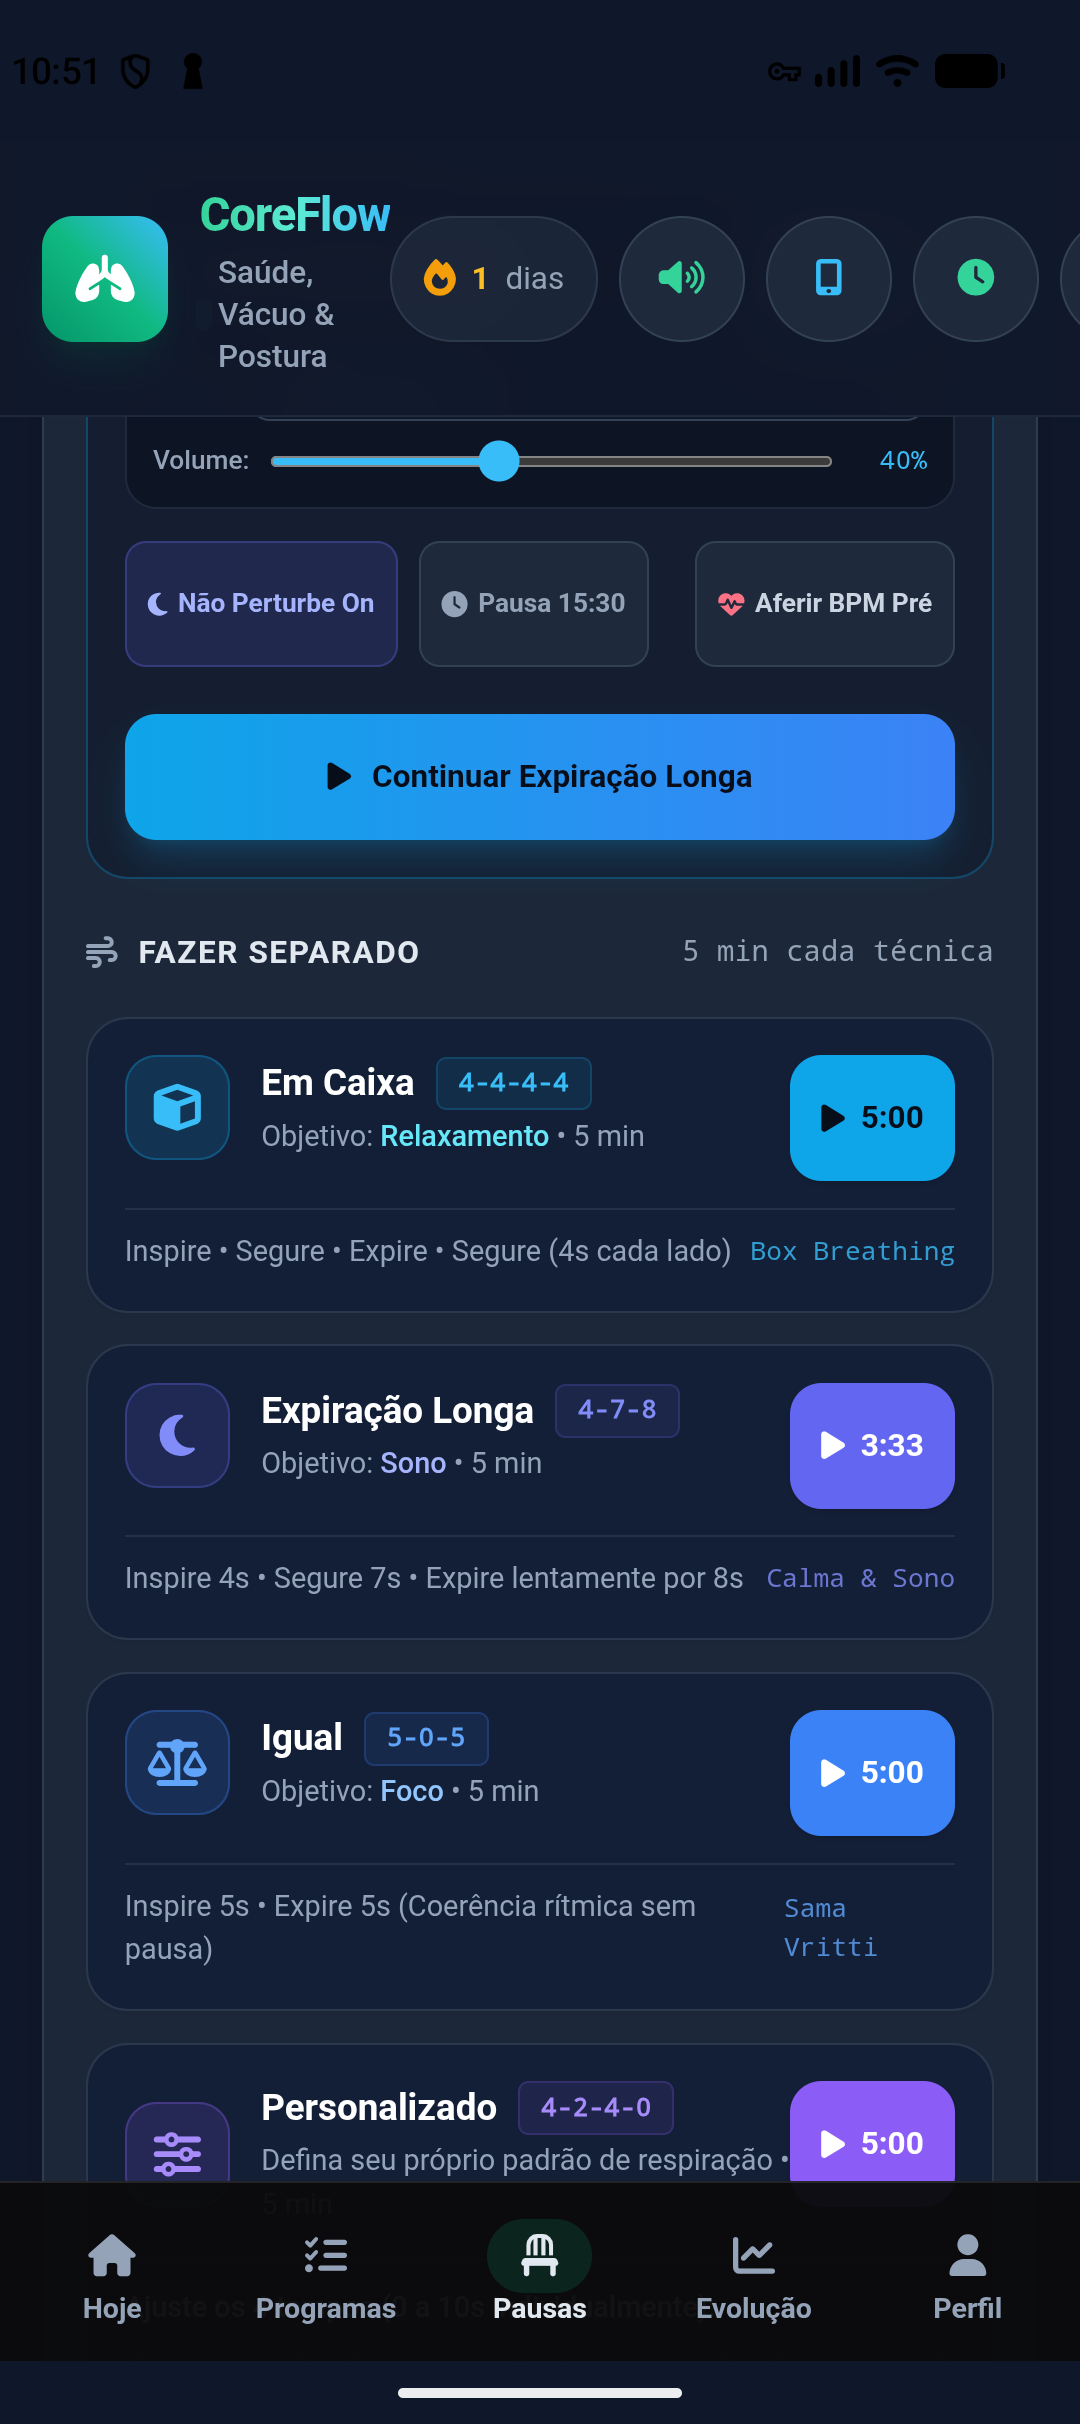 10:51
CoreFlow
Saúde,
Vácuo &
Postura
1 dias
Volume:
40%
Não Perturbe On
Pausa 15:30
Aferir BPM Pré
Continuar Expiração Longa
FAZER SEPARADO
5 min cada técnica
Em Caixa
4-4-4-4
Objetivo: Relaxamento • 5 min
5:00
Inspire • Segure • Expire • Segure (4s cada lado)
Box Breathing
Expiração Longa
4-7-8
Objetivo: Sono • 5 min
3:33
Inspire 4s • Segure 7s • Expire lentamente por 8s
Calma & Sono
Igual
5-0-5
Objetivo: Foco • 5 min
5:00
Inspire 5s • Expire 5s (Coerência rítmica sem
pausa)
Sama
Vritti
Personalizado
4-2-4-0
Defina seu próprio padrão de respiração •
5 min
5:00
Hoje
Programas
Pausas
Evolução
Perfil